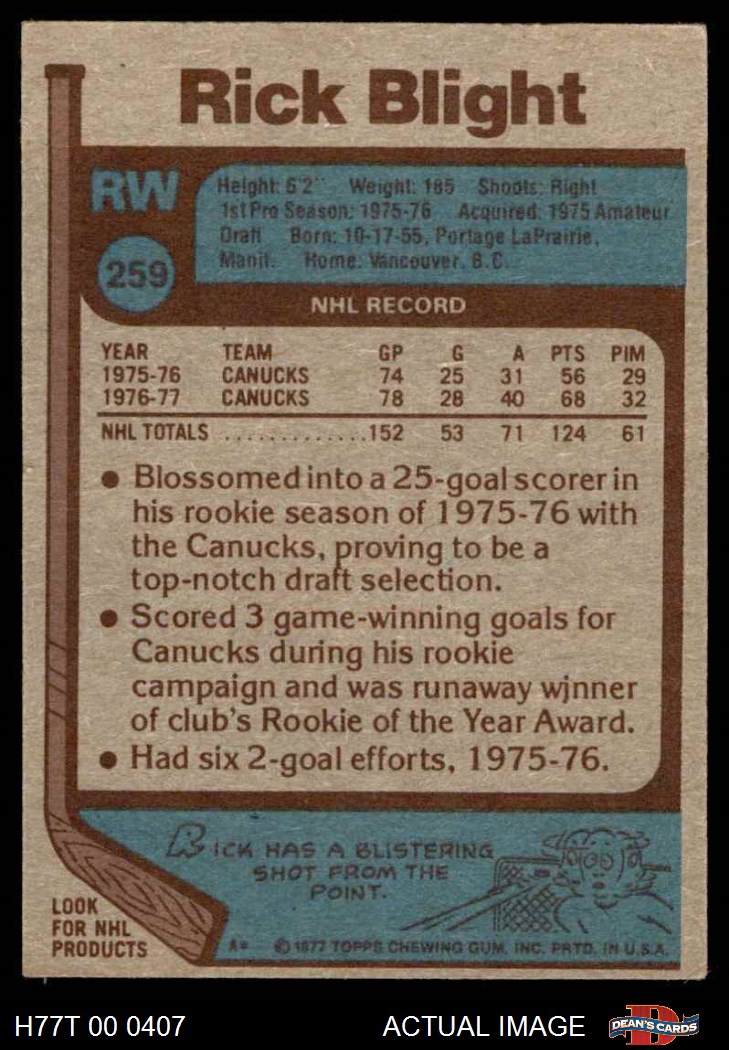 Rick Blight
RW
Height: 6'2" Weight: 185 Shoots: Right
1st Pro Season: 1975-76 Acquired: 1975 Amateur
Draft Born: 10-17-55, Portage LaPrairie,
Manit. Home: Vancouver, B.C.
259
NHL RECORD
YEAR TEAM GP G A PTS PIM
1975-76 CANUCKS 74 25 31 56 29
1976-77 CANUCKS 78 28 40 68 32
NHL TOTALS .............152 53 71 124 61
● Blossomed into a 25-goal scorer in
his rookie season of 1975-76 with
the Canucks, proving to be a
top-notch draft selection.
● Scored 3 game-winning goals for
Canucks during his rookie
campaign and was runaway winner
of club's Rookie of the Year Award.
● Had six 2-goal efforts, 1975-76.
RICK HAS A BLISTERING
SHOT FROM THE
POINT.
LOOK
FOR NHL
PRODUCTS
A* © 1977 TOPPS CHEWING GUM, INC. PRTD. IN U.S.A.
H77T 00 0407 ACTUAL IMAGE DEAN'S CARDS